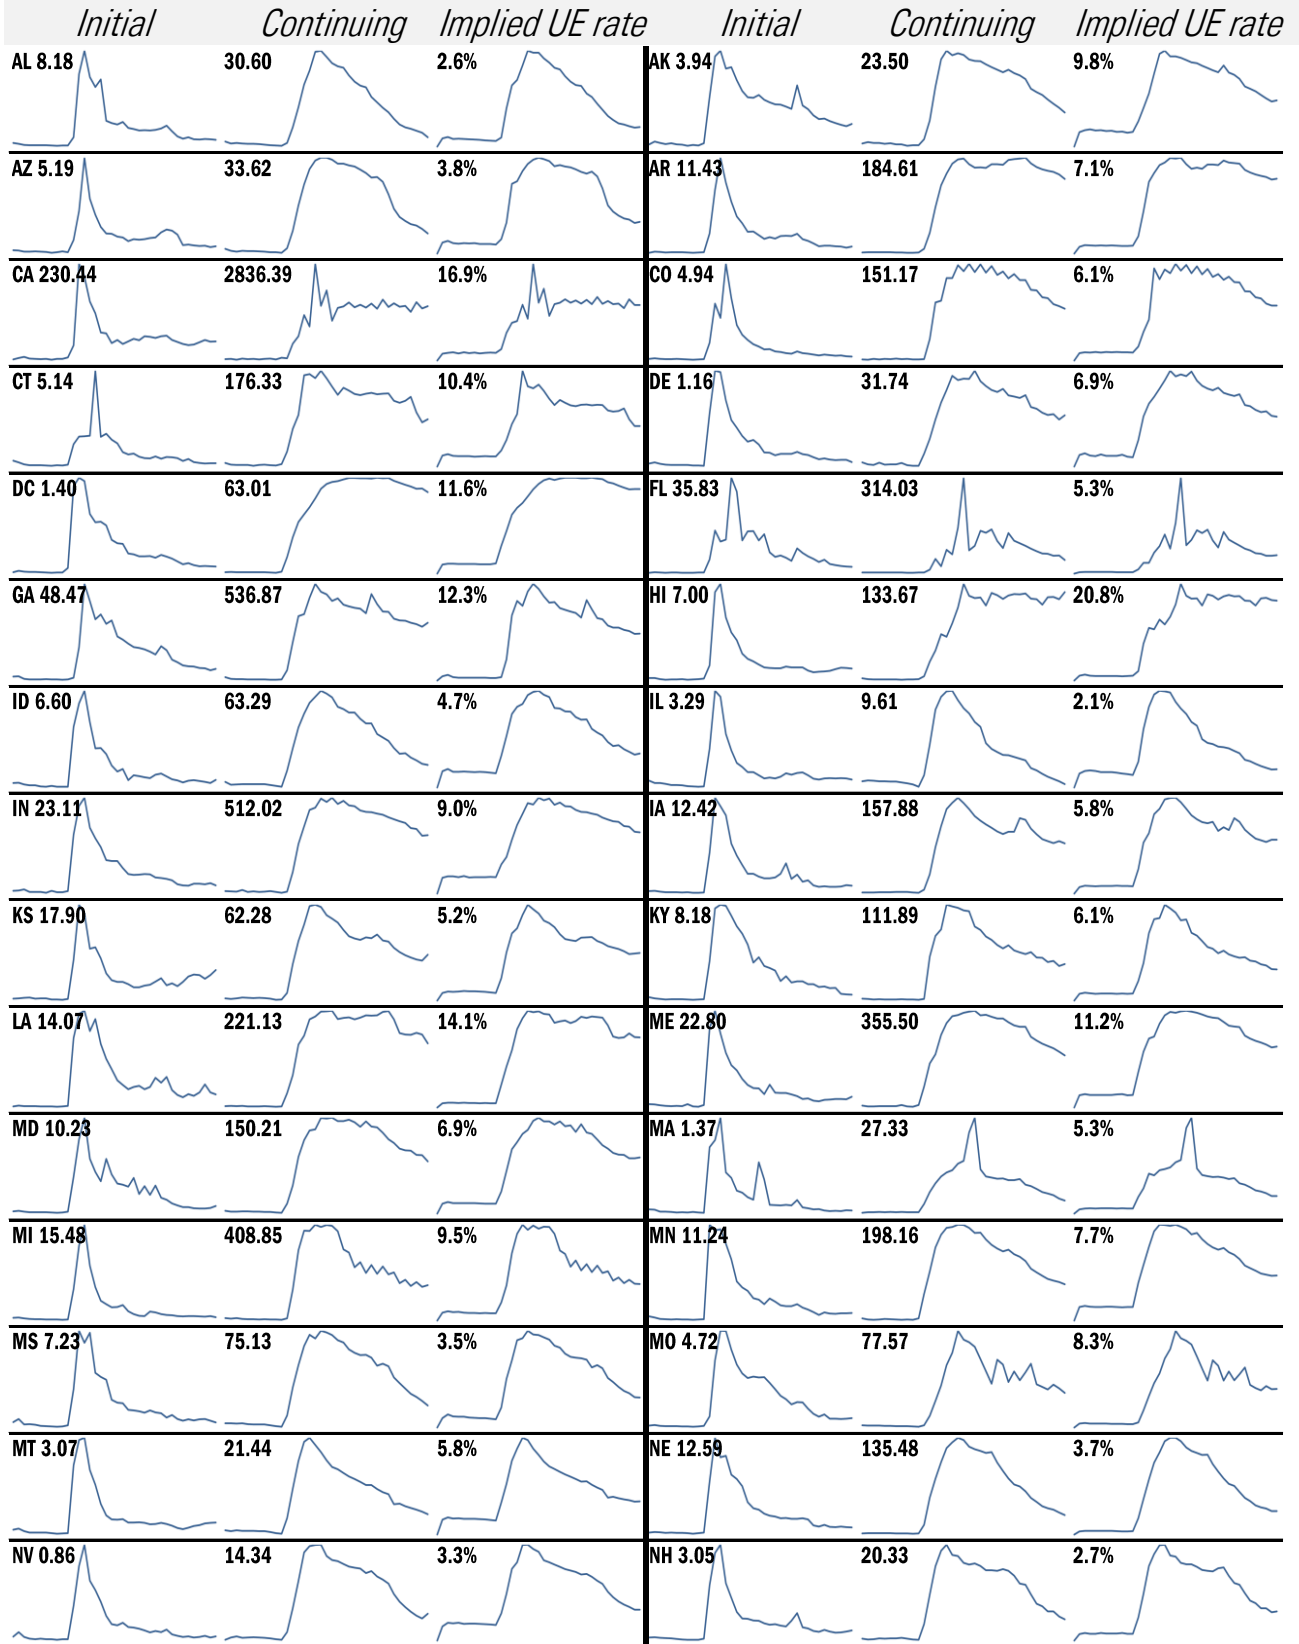 Initial Continuing Implied UE rate Initial Continuing Implied UE rate
AL 8.18 30.60 2.6% AK 3.94 23.50 9.8%
AZ 5.19 33.62 3.8% AR 11.43 184.61 7.1%
CA 230.44 2836.39 16.9% CO 4.94 151.17 6.1%
CT 5.14 176.33 10.4% DE 1.16 31.74 6.9%
DC 1.40 63.01 11.6% FL 35.83 314.03 5.3%
GA 48.47 536.87 12.3% HI 7.00 133.67 20.8%
ID 6.60 63.29 4.7% IL 3.29 9.61 2.1%
IN 23.11 512.02 9.0% IA 12.42 157.88 5.8%
KS 17.90 62.28 5.2% KY 8.18 111.89 6.1%
LA 14.07 221.13 14.1% ME 22.80 355.50 11.2%
MD 10.23 150.21 6.9% MA 1.37 27.33 5.3%
MI 15.48 408.85 9.5% MN 11.24 198.16 7.7%
MS 7.23 75.13 3.5% MO 4.72 77.57 8.3%
MT 3.07 21.44 5.8% NE 12.59 135.48 3.7%
NV 0.86 14.34 3.3% NH 3.05 20.33 2.7%